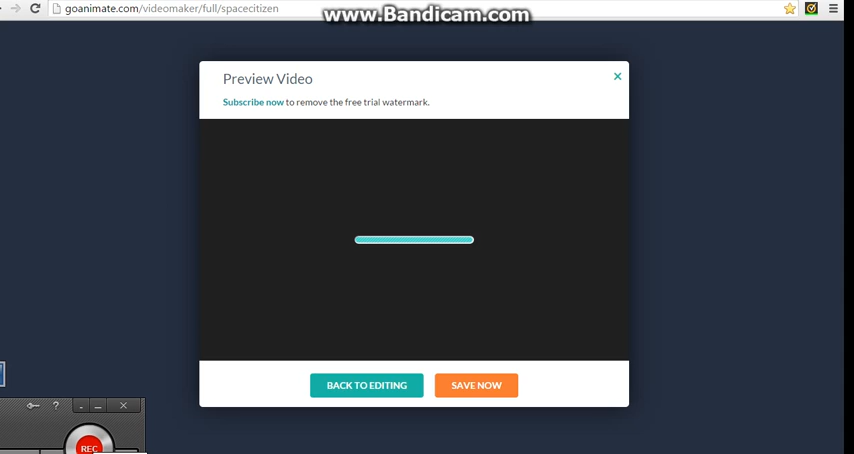 goanimate.com/videomaker/full/spacecitizen
www.Bandicam.com
Preview Video
Subscribe now to remove the free trial watermark.
BACK TO EDITING
SAVE NOW
?
REC